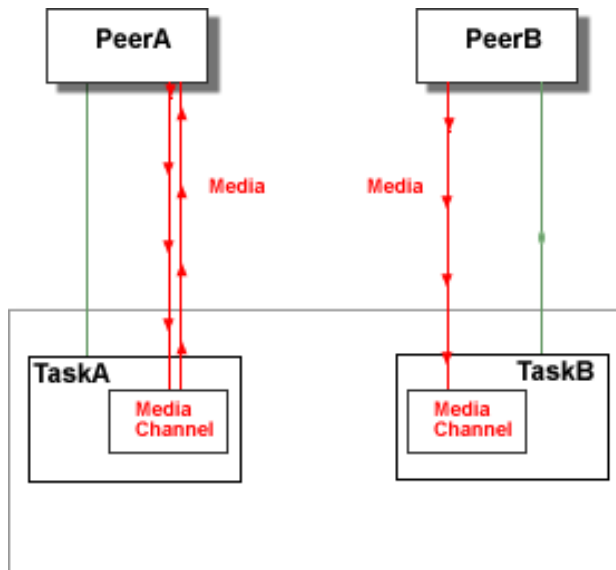 PeerA
PeerB
Media
Media
TaskA
TaskB
Media
Channel
Media
Channel